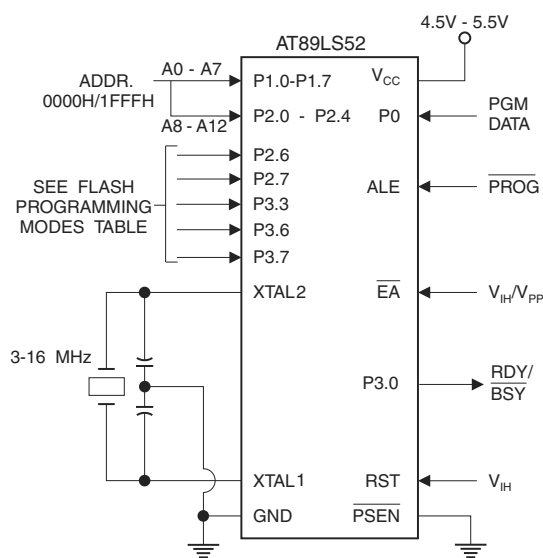 AT89LS52
4.5V - 5.5V
ADDR.
0000H/1FFFH
A0 - A7
A8 - A12
P1.0-P1.7
P2.0 - P2.4
P2.6
P2.7
P3.3
P3.6
P3.7
SEE FLASH
PROGRAMMING
MODES TABLE
XTAL2
3-16 MHz
XTAL1
GND
VCC
P0
PGM
DATA
ALE
PROG
EA
VIH/VPP
P3.0
RDY/
BSY
RST
VIH
PSEN